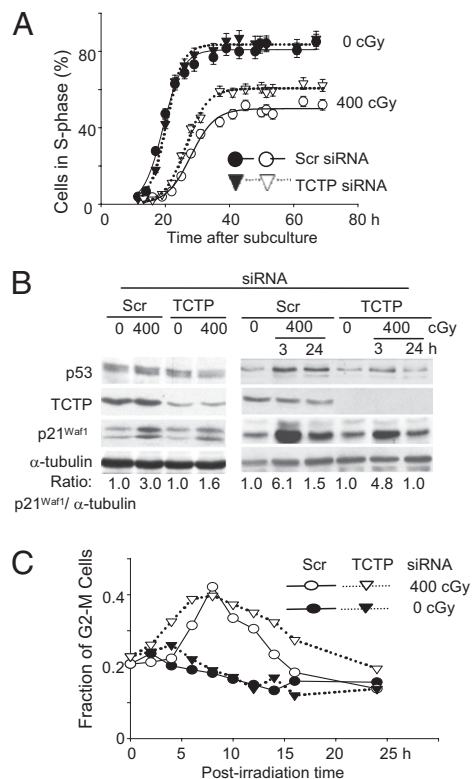 A
Cells in S-phase (%)
80
40
0
0 cGy
400 cGy
Scr siRNA
TCTP siRNA
0 20 40 60 80 h
Time after subculture
B
siRNA
Scr TCTP Scr TCTP
0 400 0 400 0 400 0 400 cGy
3 24 3 24 h
p53
TCTP
p21Waf1
α-tubulin
Ratio: 1.0 3.0 1.0 1.6 1.0 6.1 1.5 1.0 4.8 1.0
p21Waf1/ α-tubulin
C
Scr TCTP siRNA
400 cGy
0 cGy
Fraction of G2-M Cells
0.4
0.2
0
0 5 10 15 20 25 h
Post-irradiation time